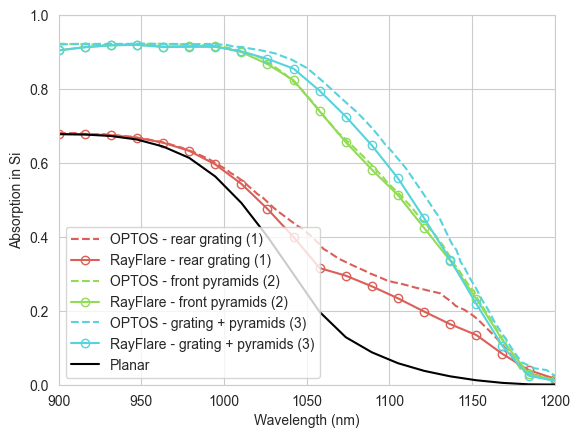 1.0
0.8
0.6
0.4
0.2
0.0
Absorption in Si
OPTOS - rear grating (1)
RayFlare - rear grating (1)
OPTOS - front pyramids (2)
RayFlare - front pyramids (2)
OPTOS - grating + pyramids (3)
RayFlare - grating + pyramids (3)
Planar
900 950 1000 1050 1100 1150 1200
Wavelength (nm)